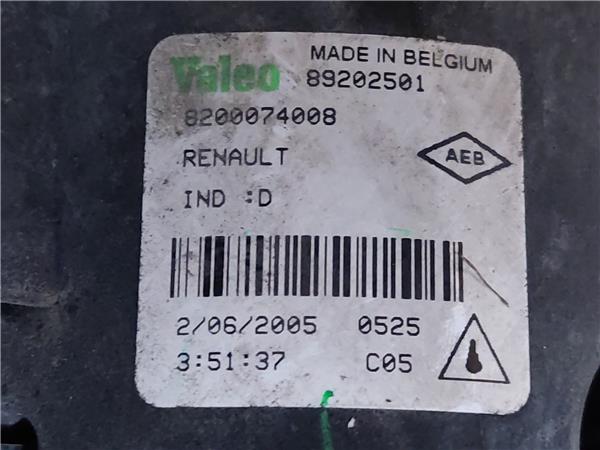 Valeo MADE IN BELGIUM
89202501
8200074008
RENAULT AEB
IND :D
2/06/2005 0525
3:51:37 C05